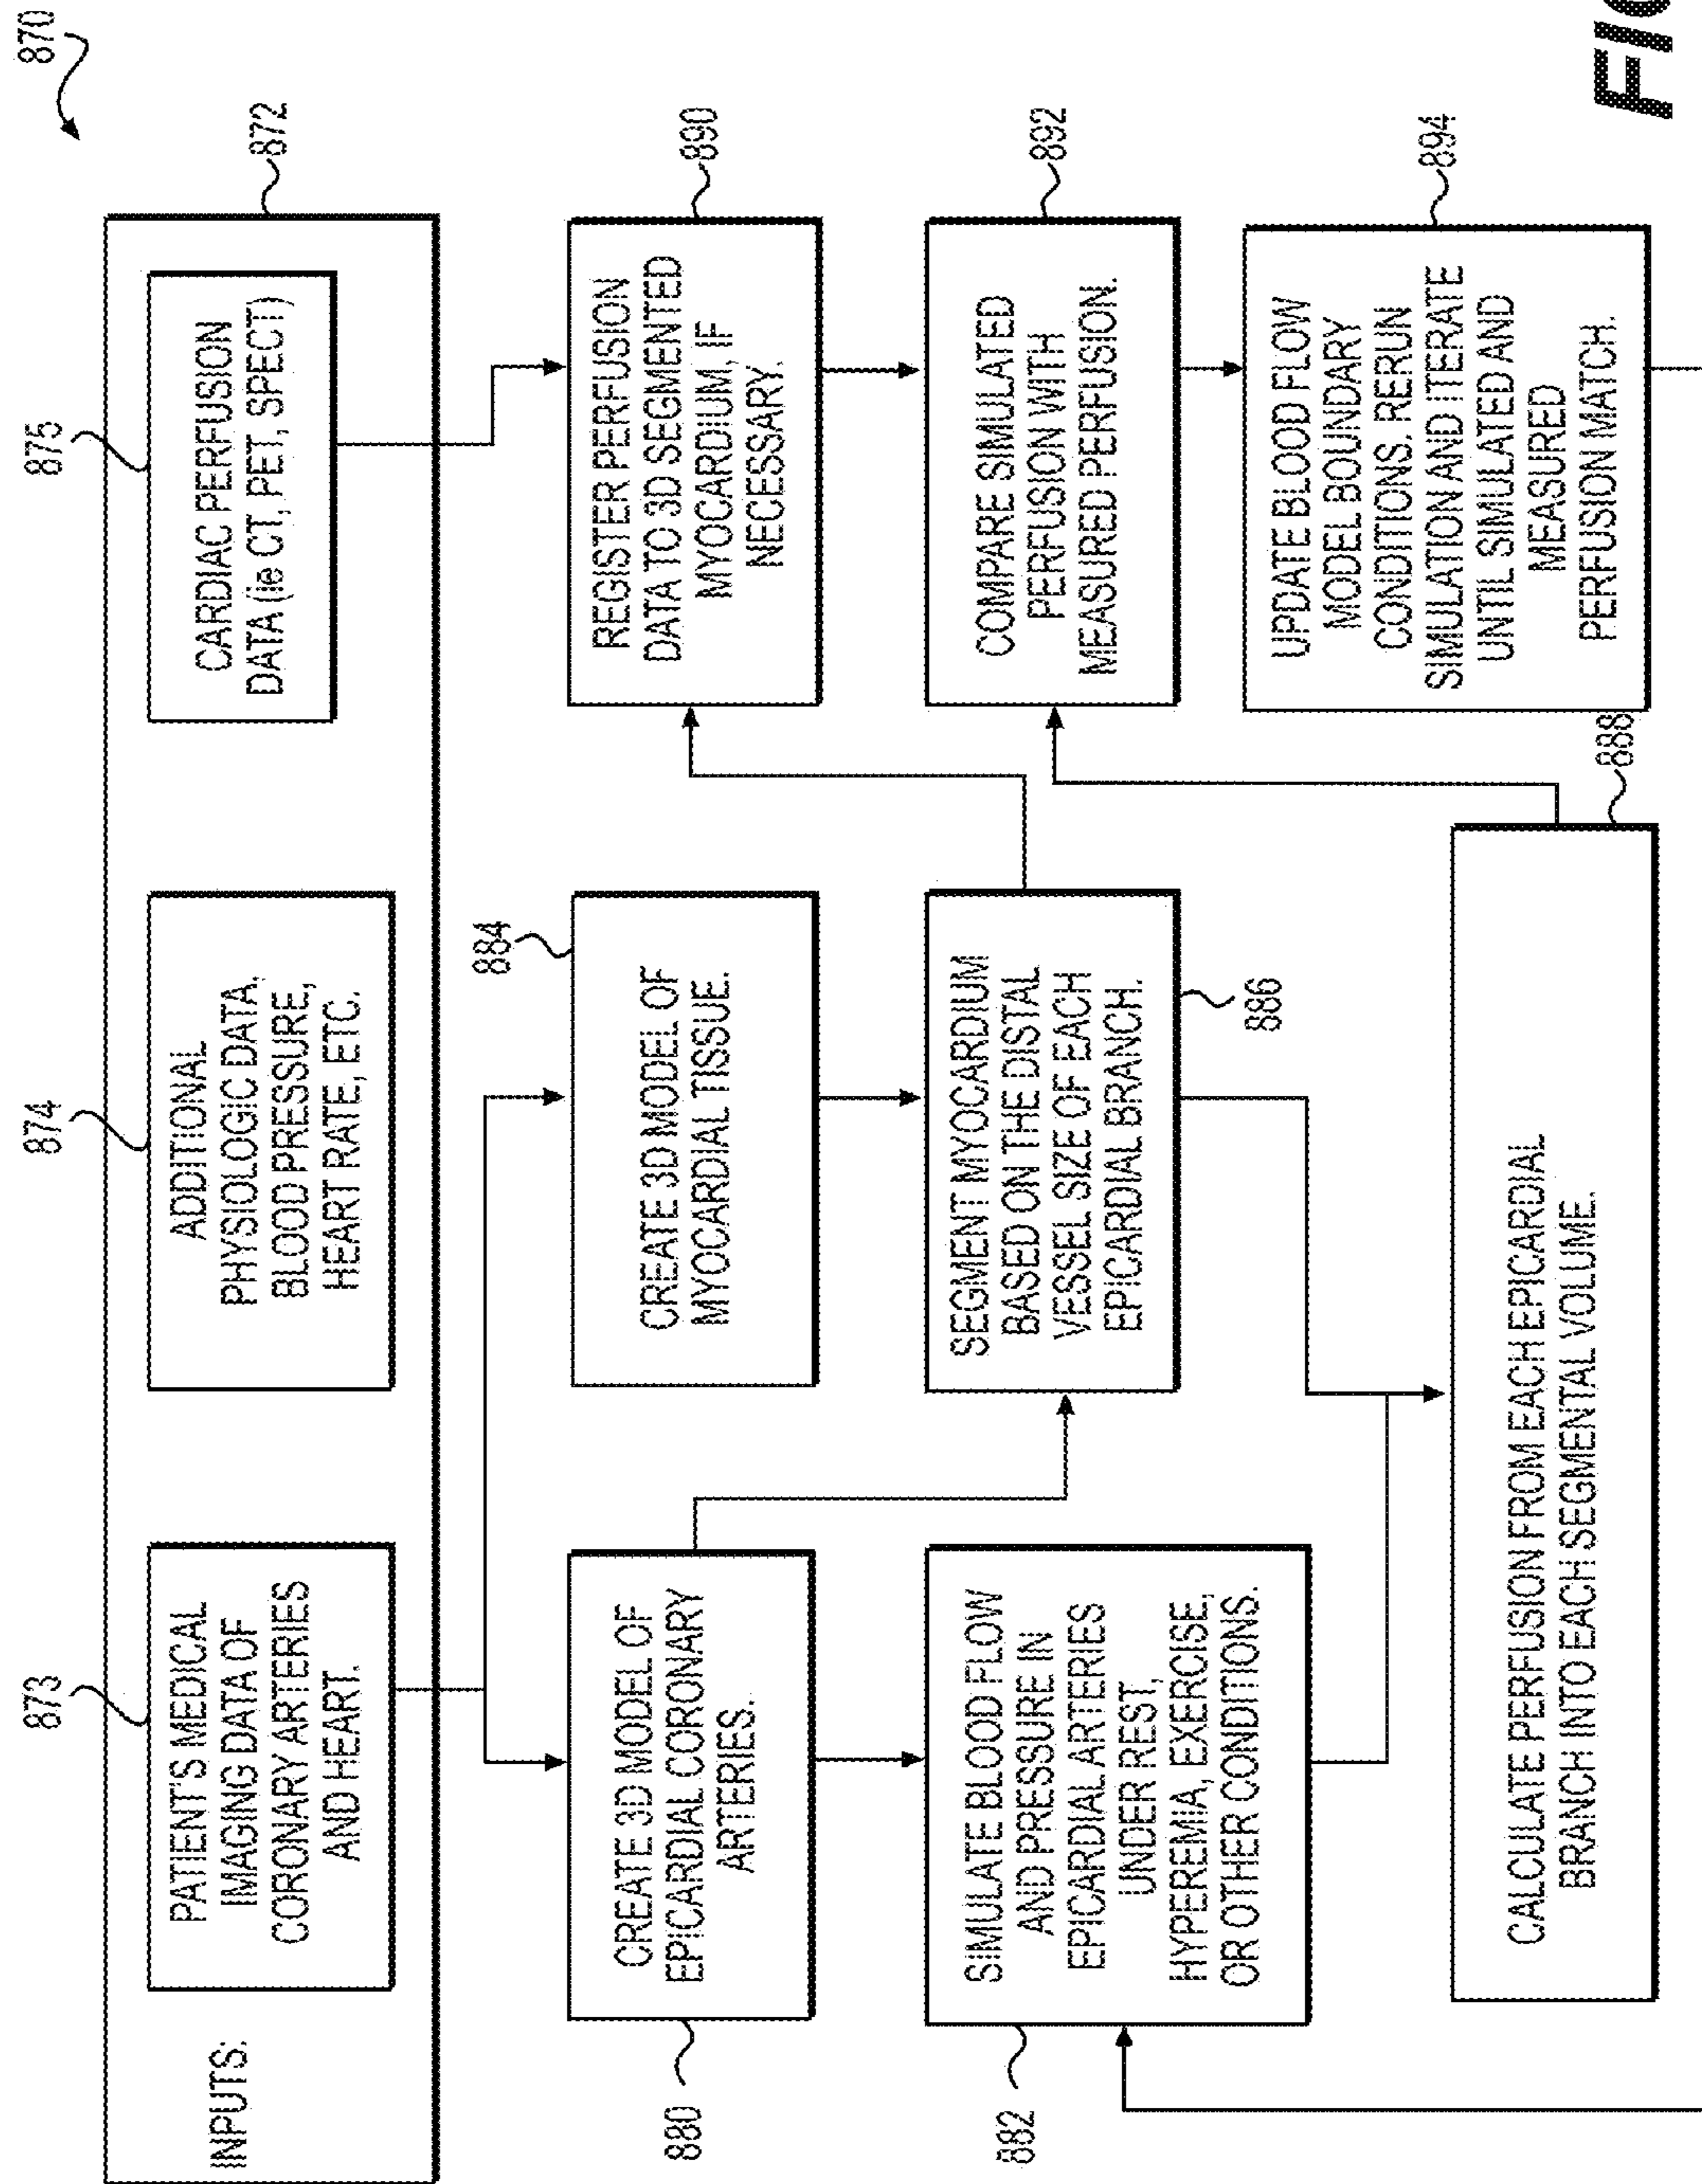 870
872
INPUTS:
873
PATIENT'S MEDICAL
IMAGING DATA OF
CORONARY ARTERIES
AND HEART.
874
ADDITIONAL
PHYSIOLOGIC DATA,
BLOOD PRESSURE,
HEART RATE, ETC.
875
CARDIAC PERFUSION
DATA (ie CT, PET, SPECT)
880
CREATE 3D MODEL OF
EPICARDIAL CORONARY
ARTERIES.
884
CREATE 3D MODEL OF
MYOCARDIAL TISSUE.
890
REGISTER PERFUSION
DATA TO 3D SEGMENTED
MYOCARDIUM, IF
NECESSARY.
882
SIMULATE BLOOD FLOW
AND PRESSURE IN
EPICARDIAL ARTERIES
UNDER REST,
HYPEREMIA, EXERCISE,
OR OTHER CONDITIONS.
SEGMENT MYOCARDIUM
BASED ON THE DISTAL
VESSEL SIZE OF EACH
EPICARDIAL BRANCH.
886
892
COMPARE SIMULATED
PERFUSION WITH
MEASURED PERFUSION.
888
CALCULATE PERFUSION FROM EACH EPICARDIAL
BRANCH INTO EACH SEGMENTAL VOLUME.
894
UPDATE BLOOD FLOW
MODEL BOUNDARY
CONDITIONS. RERUN
SIMULATION AND ITERATE
UNTIL SIMULATED AND
MEASURED
PERFUSION MATCH.